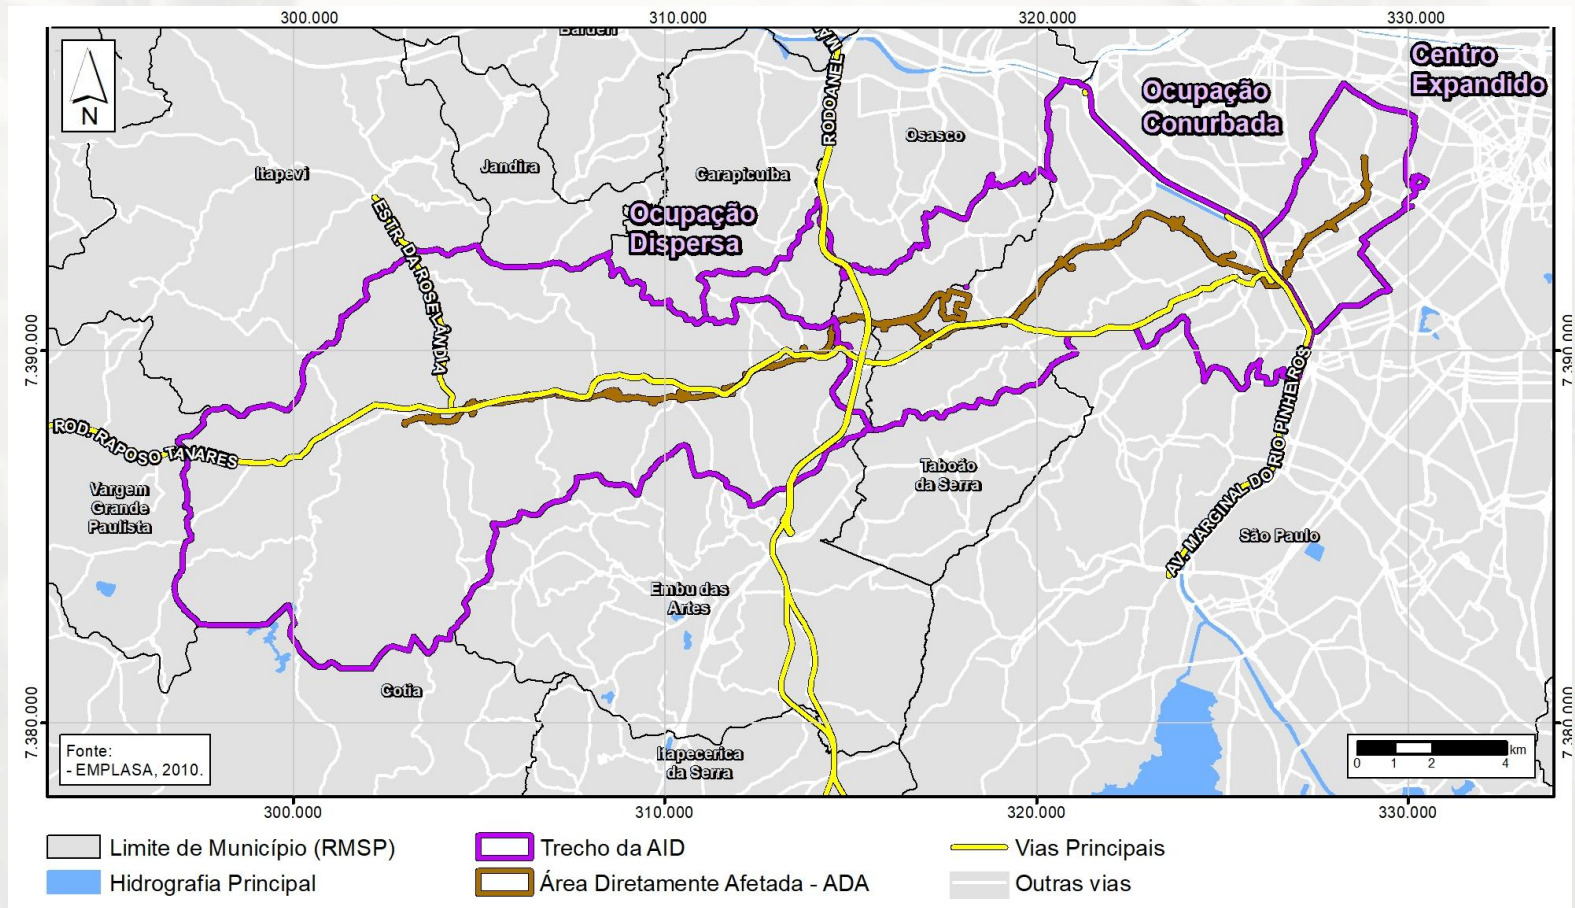 300.000
310.000
320.000
330.000
Barueri
Centro
Expandido
Ocupação
Conurbada
N
RODOANEL
Osasco
Itapevi
Jandira
Carapicuiba
Ocupação
Dispersa
ESTR. DA ROSELÂNDIA
7.390.000
7.390.000
ROD. RAPOSO TAVARES
Vargem
Grande
Paulista
Taboão
da Serra
AV. MARGINAL DO RIO PINHEIROS
São Paulo
Embu das
Artes
Cotia
7.380.000
7.380.000
Itapecerica
da Serra
Fonte:
- EMPLASA, 2010.
km
0 1 2 4
300.000
310.000
320.000
330.000
Limite de Município (RMSP)
Trecho da AID
Vias Principais
Hidrografia Principal
Área Diretamente Afetada - ADA
Outras vias